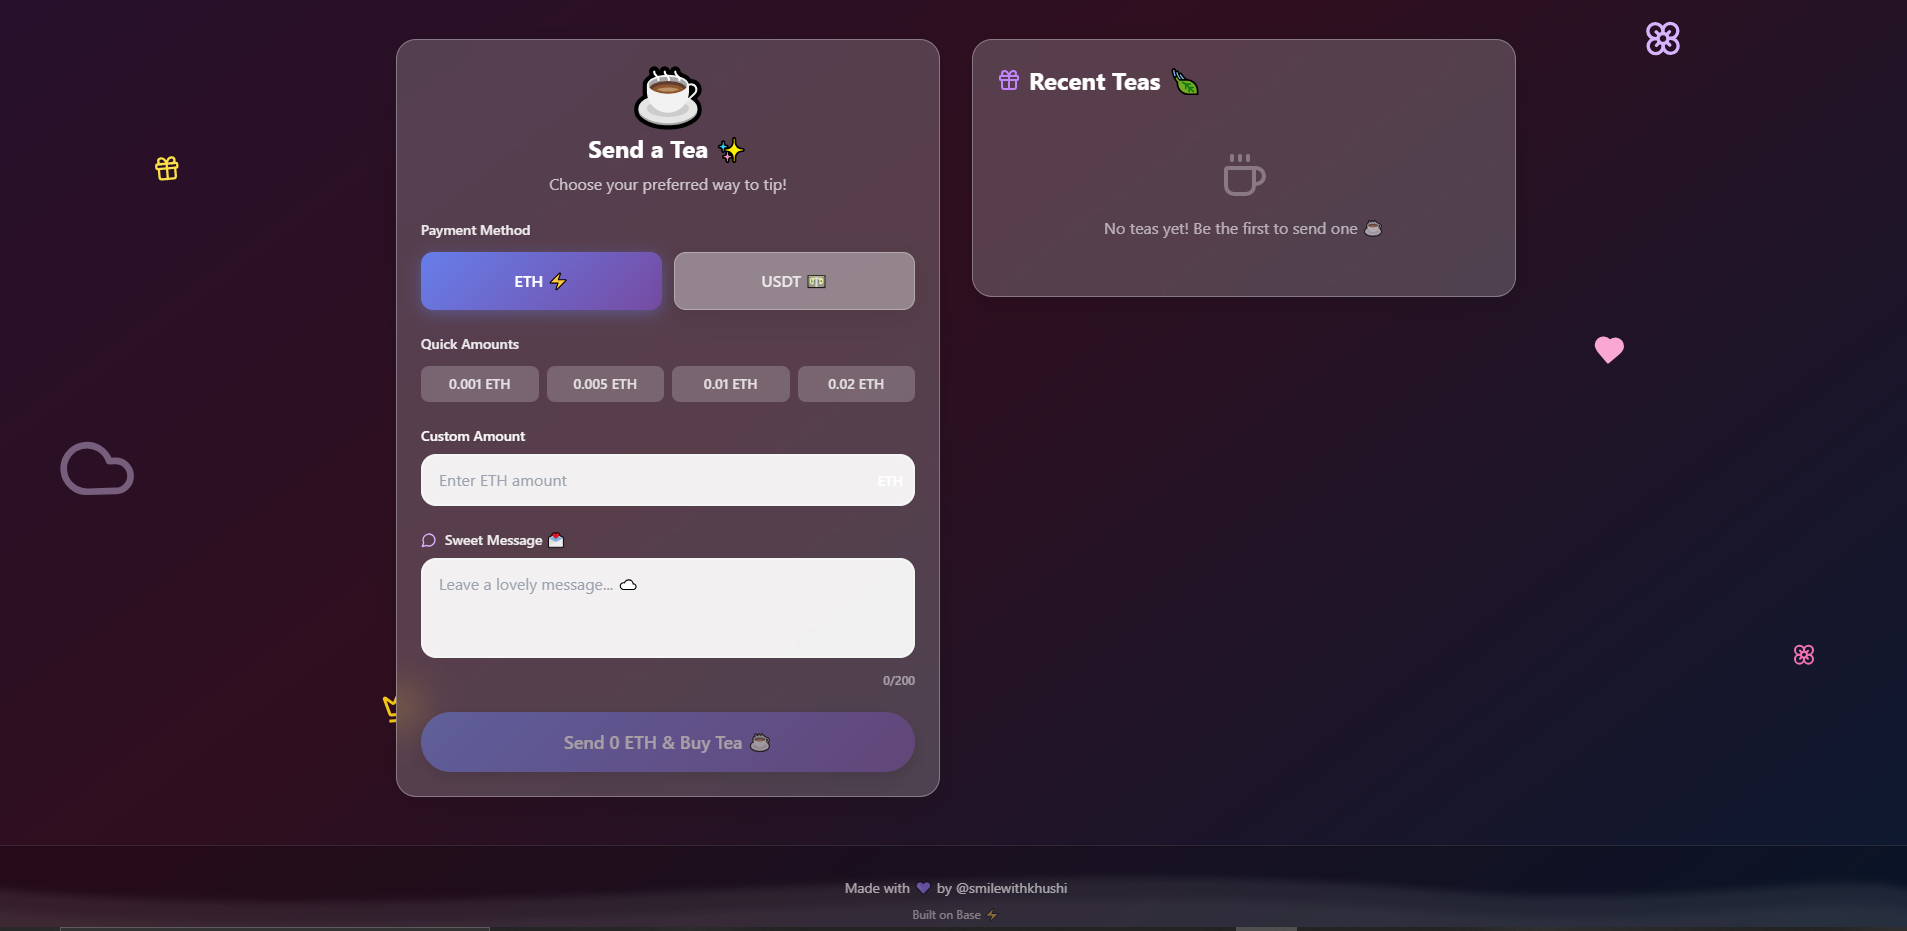 Send a Tea ✨
Choose your preferred way to tip!
Payment Method
ETH ⚡
USDT 💵
Quick Amounts
0.001 ETH
0.005 ETH
0.01 ETH
0.02 ETH
Custom Amount
Enter ETH amount
ETH
Sweet Message 💌
Leave a lovely message... ☁
0/200
Send 0 ETH & Buy Tea ☕
Recent Teas 🍃
No teas yet! Be the first to send one ☕
Made with 💜 by @smilewithkhushi
Built on Base ⚡